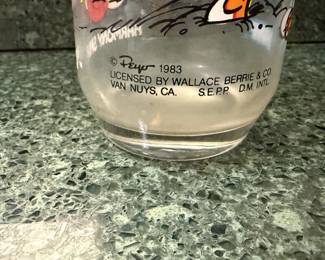 © Peyo 1983
LICENSED BY WALLACE BERRIE & CO.
VAN NUYS, CA. S.E.P.P. D.M. INTL.